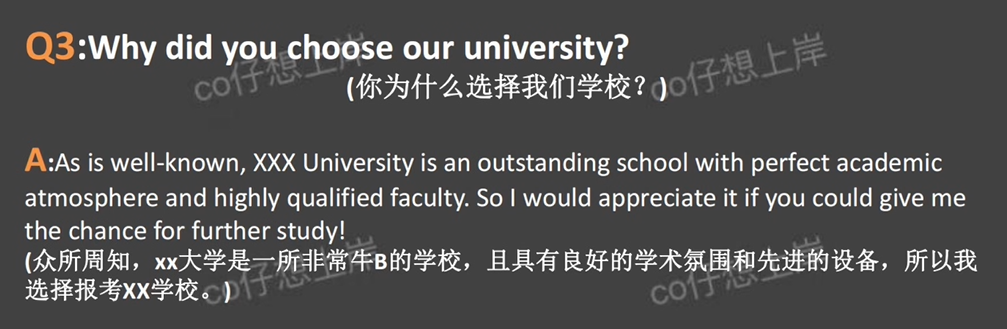 Q3:Why did you choose our university?
(你为什么选择我们学校？)
A:As is well-known, XXX University is an outstanding school with perfect academic
atmosphere and highly qualified faculty. So I would appreciate it if you could give me
the chance for further study!
(众所周知，xx大学是一所非常牛B的学校，且具有良好的学术氛围和先进的设备，所以我
选择报考XX学校。)
co仔想上岸
co仔想上岸
co仔想上岸
co仔想上岸